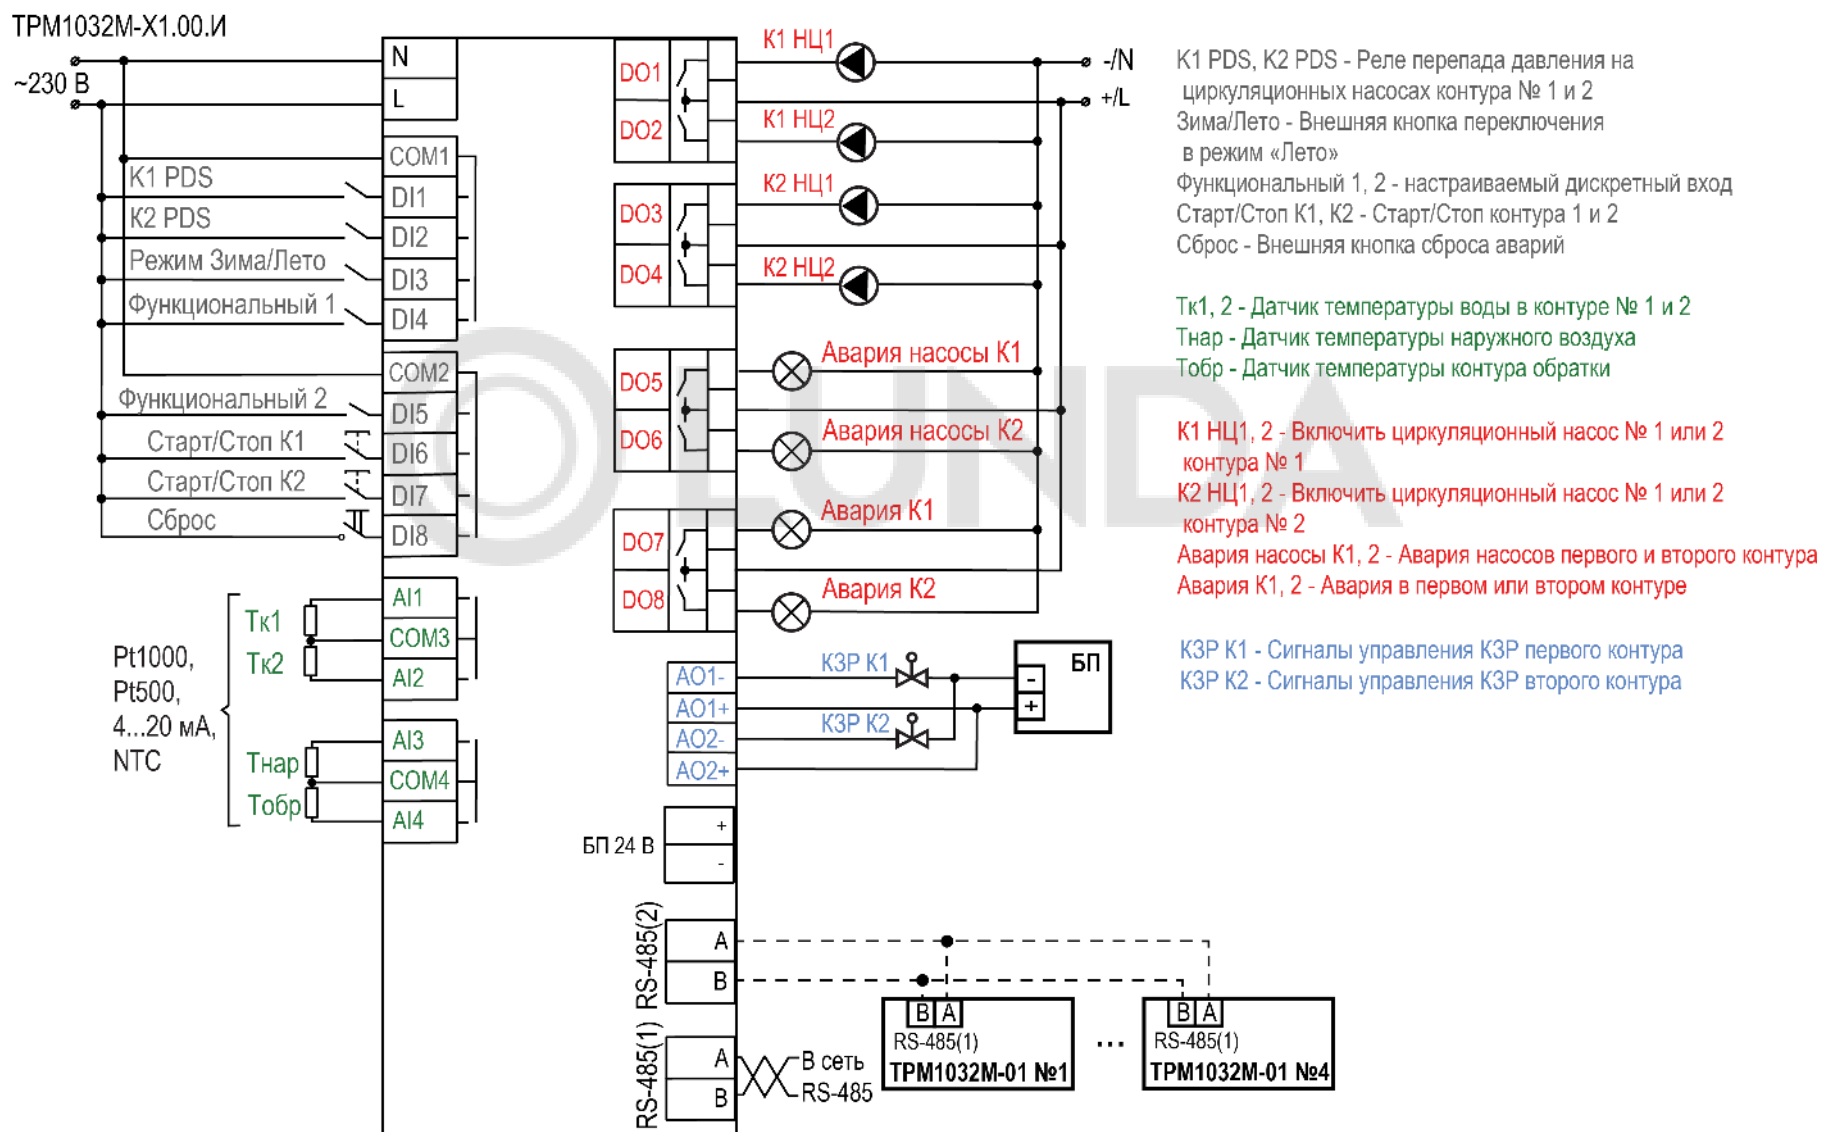 ТРМ1032М-Х1.00.И
~230 В
N
L
COM1
K1 PDS
DI1
К2 PDS
DI2
Режим Зима/Лето
DI3
Функциональный 1
DI4
COM2
Функциональный 2
DI5
Старт/Стоп К1
DI6
Старт/Стоп К2
DI7
Сброс
DI8
Pt1000,
Pt500,
4...20 мА,
NTC
Тк1
Тк2
AI1
COM3
AI2
Тнар
Тобр
AI3
COM4
AI4
DO1
DO2
К1 НЦ1
К1 НЦ2
-/N
+/L
DO3
DO4
К2 НЦ1
К2 НЦ2
DO5
DO6
Авария насосы К1
Авария насосы К2
DO7
DO8
Авария К1
Авария К2
AO1-
AO1+
AO2-
AO2+
КЗР К1
КЗР К2
БП
-
+
БП 24 В
+
-
RS-485(2)
A
B
RS-485(1)
A
B
В сеть
RS-485
B A
RS-485(1)
ТРМ1032М-01 №1
...
B A
RS-485(1)
ТРМ1032М-01 №4
K1 PDS, K2 PDS - Реле перепада давления на
циркуляционных насосах контура № 1 и 2
Зима/Лето - Внешняя кнопка переключения
в режим «Лето»
Функциональный 1, 2 - настраиваемый дискретный вход
Старт/Стоп К1, К2 - Старт/Стоп контура 1 и 2
Сброс - Внешняя кнопка сброса аварий
Тк1, 2 - Датчик температуры воды в контуре № 1 и 2
Тнар - Датчик температуры наружного воздуха
Тобр - Датчик температуры контура обратки
К1 НЦ1, 2 - Включить циркуляционный насос № 1 или 2
контура № 1
К2 НЦ1, 2 - Включить циркуляционный насос № 1 или 2
контура № 2
Авария насосы К1, 2 - Авария насосов первого и второго контура
Авария К1, 2 - Авария в первом или втором контуре
КЗР К1 - Сигналы управления КЗР первого контура
КЗР К2 - Сигналы управления КЗР второго контура
LUNDA